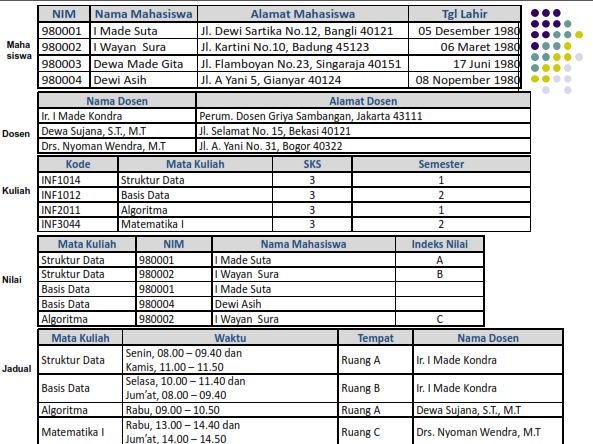 NIM Nama Mahasiswa Alamat Mahasiswa Tgl Lahir
Maha
siswa
980001 I Made Suta Jl. Dewi Sartika No.12, Bangli 40121 05 Desember 1980
980002 I Wayan Sura Jl. Kartini No.10, Badung 45123 06 Maret 1980
980003 Dewa Made Gita Jl. Flamboyan No.23, Singaraja 40151 17 Juni 1980
980004 Dewi Asih Jl. A Yani 5, Gianyar 40124 08 Nopember 1980
Dosen
Nama Dosen Alamat Dosen
Ir. I Made Kondra Perum. Dosen Griya Sambangan, Jakarta 43111
Dewa Sujana, S.T., M.T Jl. Selamat No. 15, Bekasi 40121
Drs. Nyoman Wendra, M.T Jl. A. Yani No. 31, Bogor 40322
Kuliah
Kode Mata Kuliah SKS Semester
INF1014 Struktur Data 3 1
INF1012 Basis Data 3 2
INF2011 Algoritma 3 1
INF3044 Matematika I 3 2
Nilai
Mata Kuliah NIM Nama Mahasiswa Indeks Nilai
Struktur Data 980001 I Made Suta A
Struktur Data 980002 I Wayan Sura B
Basis Data 980001 I Made Suta
Basis Data 980004 Dewi Asih
Algoritma 980002 I Wayan Sura C
Jadual
Mata Kuliah Waktu Tempat Nama Dosen
Struktur Data Senin, 08.00 – 09.40 dan
Kamis, 11.00 – 11.50 Ruang A Ir. I Made Kondra
Basis Data Selasa, 10.00 – 11.40 dan
Jum'at, 08.00 – 09.40 Ruang B Ir. I Made Kondra
Algoritma Rabu, 09.00 – 10.50 Ruang A Dewa Sujana, S.T., M.T
Matematika I Rabu, 13.00 – 14.40 dan
Jum'at, 14.00 – 14.50 Ruang C Drs. Nyoman Wendra, M.T